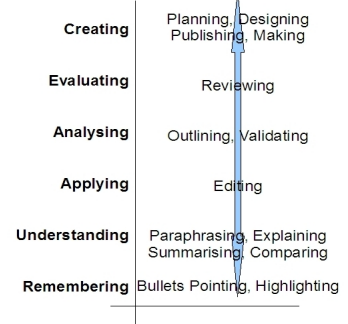 Creating
Planning, Designing
Publishing, Making
Evaluating
Reviewing
Analysing
Outlining, Validating
Applying
Editing
Understanding
Paraphrasing, Explaining
Summarising, Comparing
Remembering
Bullets Pointing, Highlighting